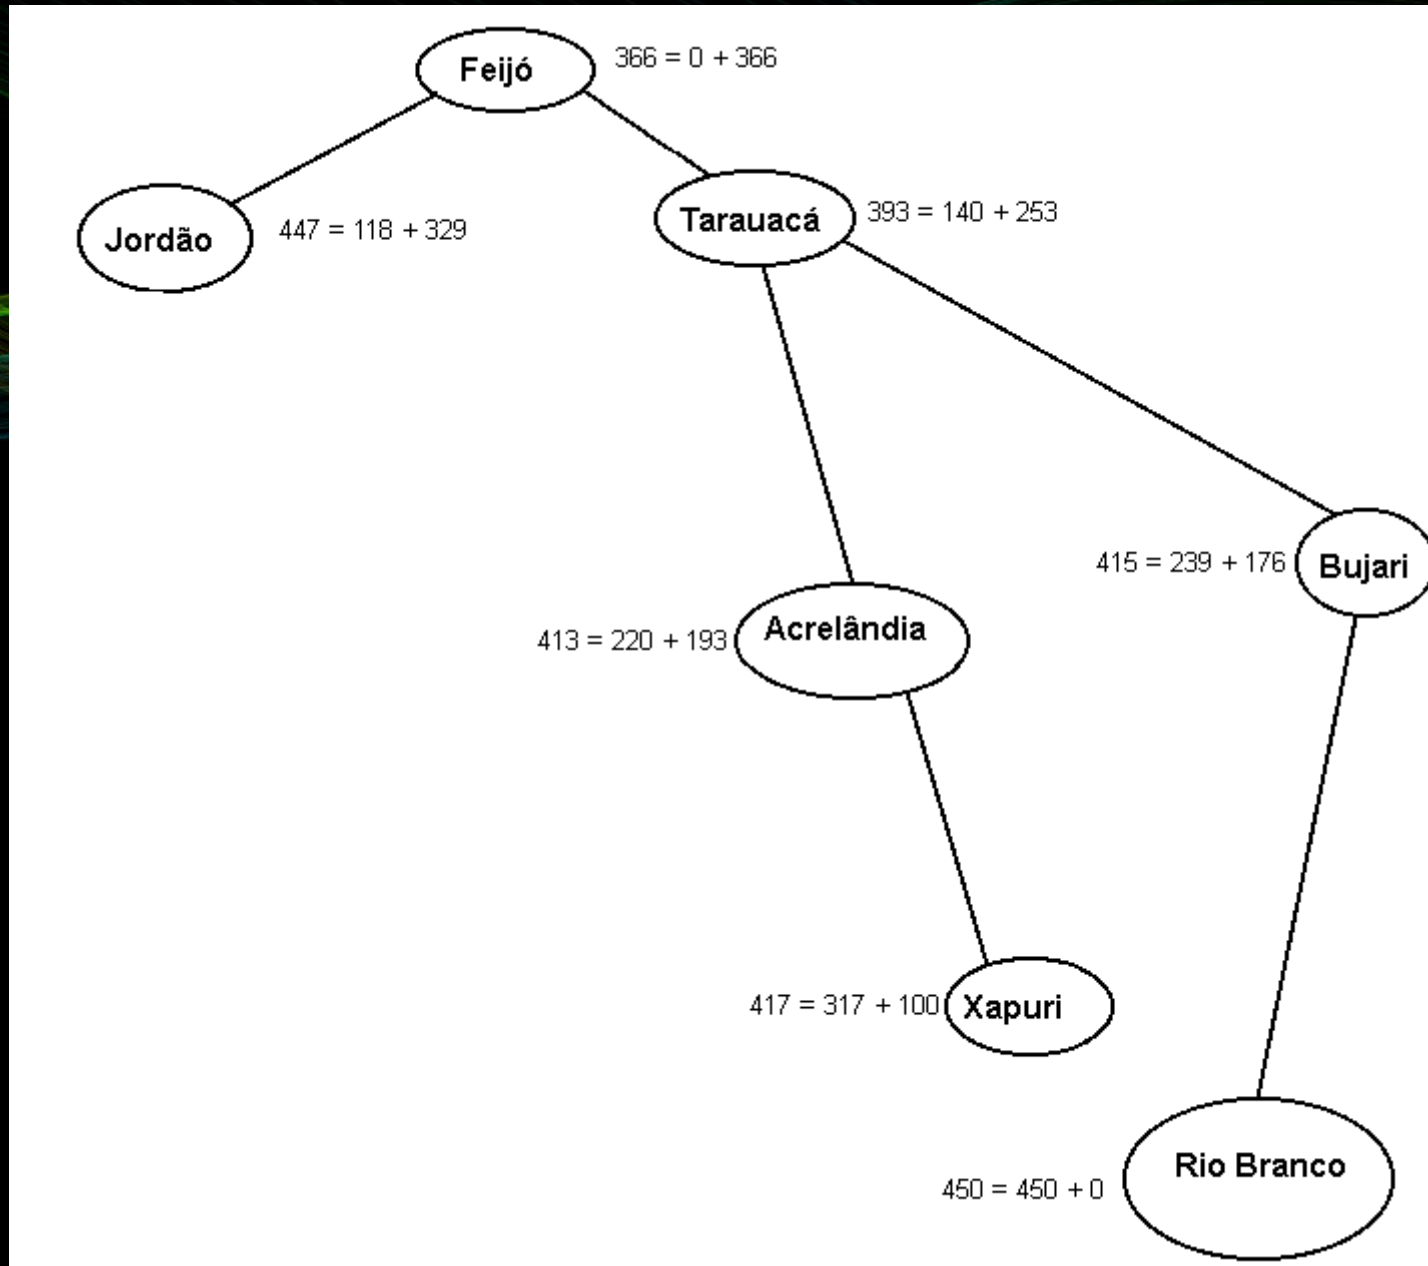 Feijó
366 = 0 + 366
Jordão
447 = 118 + 329
Tarauacá
393 = 140 + 253
415 = 239 + 176
Bujari
413 = 220 + 193
Acrelândia
417 = 317 + 100
Xapuri
Rio Branco
450 = 450 + 0